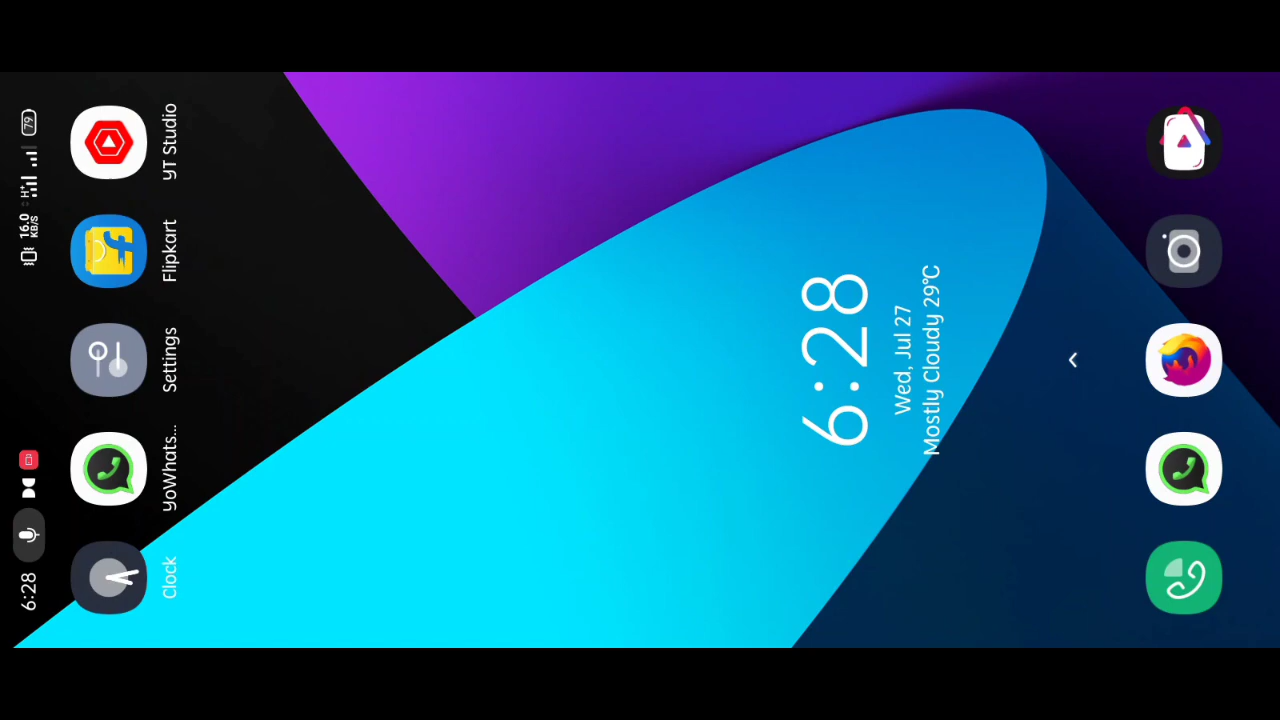 6:28
16.0
KB/S
H+
79
Clock
YoWhats...
Settings
Flipkart
YT Studio
6:28
Wed, Jul 27
Mostly Cloudy 29°C